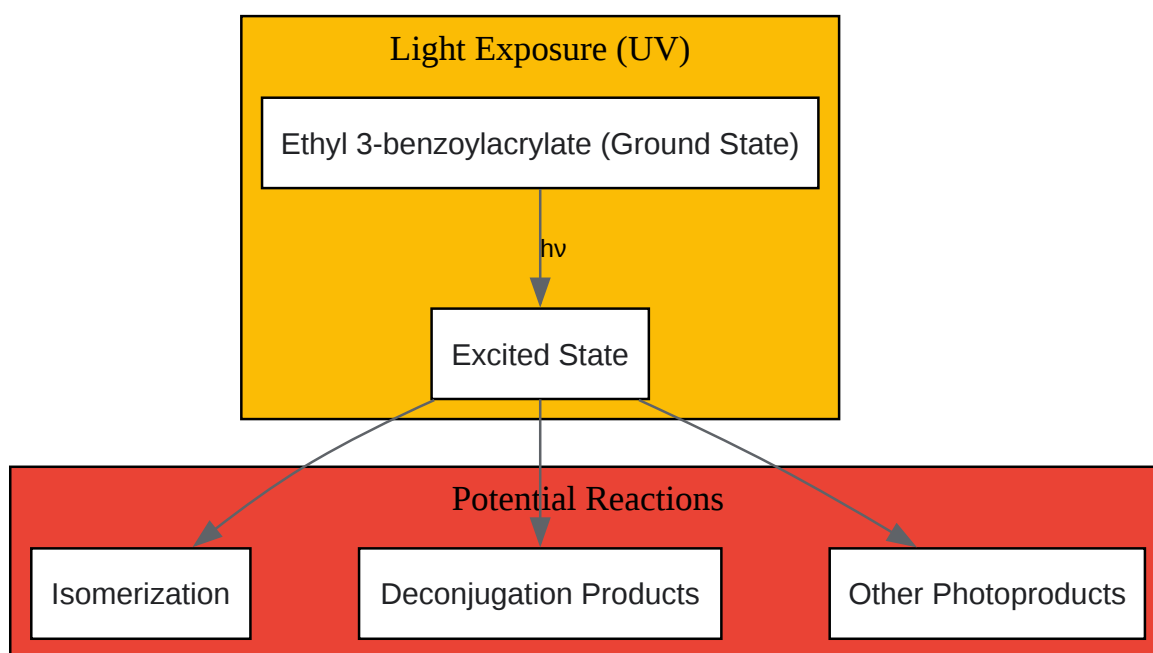 Light Exposure (UV)
Ethyl 3-benzoylacrylate (Ground State)
hν
Excited State
Potential Reactions
Isomerization
Deconjugation Products
Other Photoproducts